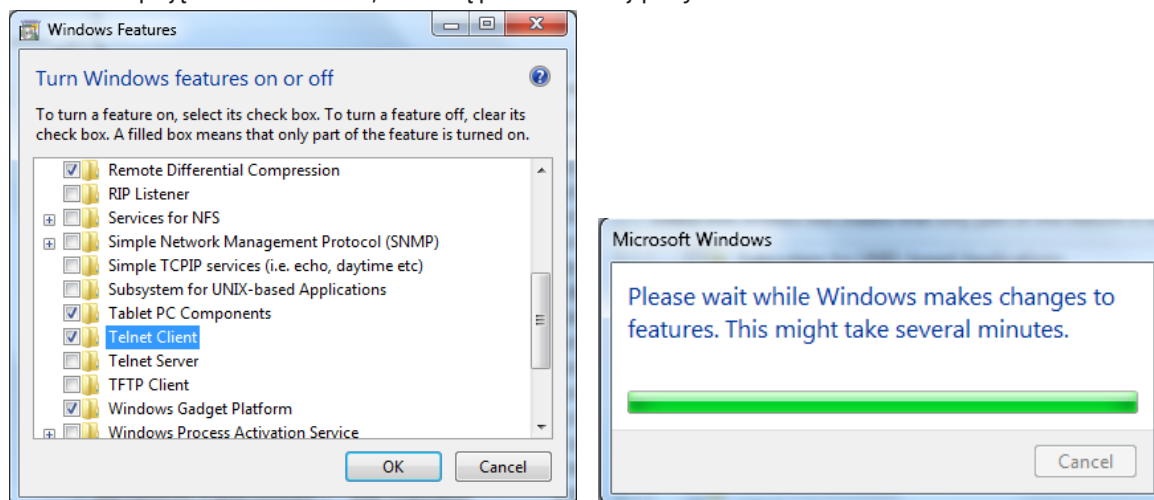 Windows Features
Turn Windows features on or off
To turn a feature on, select its check box. To turn a feature off, clear its
check box. A filled box means that only part of the feature is turned on.
Remote Differential Compression
RIP Listener
Services for NFS
Simple Network Management Protocol (SNMP)
Simple TCPIP services (i.e. echo, daytime etc)
Subsystem for UNIX-based Applications
Tablet PC Components
Telnet Client
Telnet Server
TFTP Client
Windows Gadget Platform
Windows Process Activation Service
OK
Cancel
Microsoft Windows
Please wait while Windows makes changes to
features. This might take several minutes.
Cancel